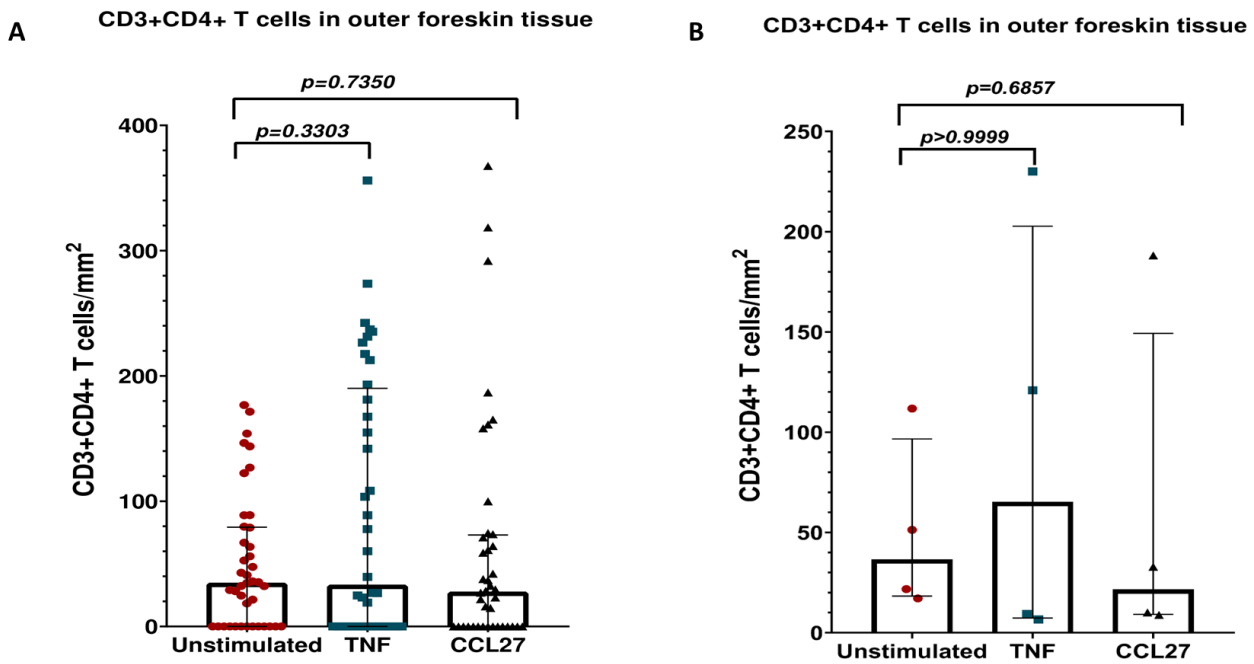 A
CD3+CD4+ T cells in outer foreskin tissue
p=0.7350
p=0.3303
CD3+CD4+ T cells/mm2
400
300
200
100
0
Unstimulated TNF CCL27
B
CD3+CD4+ T cells in outer foreskin tissue
p=0.6857
p>0.9999
CD3+CD4+ T cells/mm2
250
200
150
100
50
0
Unstimulated TNF CCL27